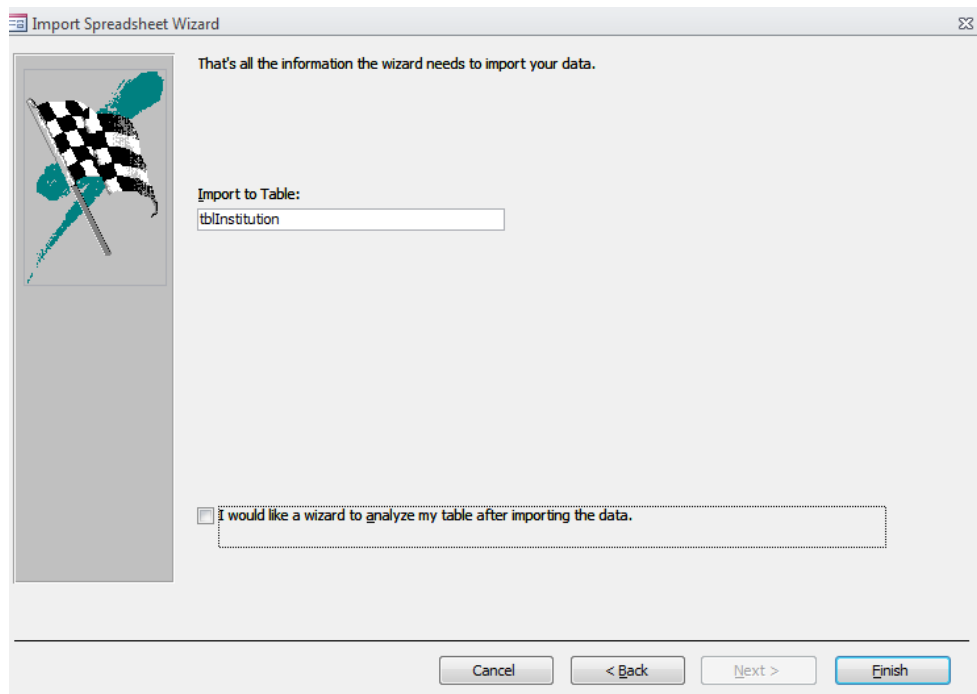 Import Spreadsheet Wizard
That's all the information the wizard needs to import your data.
Import to Table:
tblInstitution
I would like a wizard to analyze my table after importing the data.
Cancel
< Back
Next >
Finish